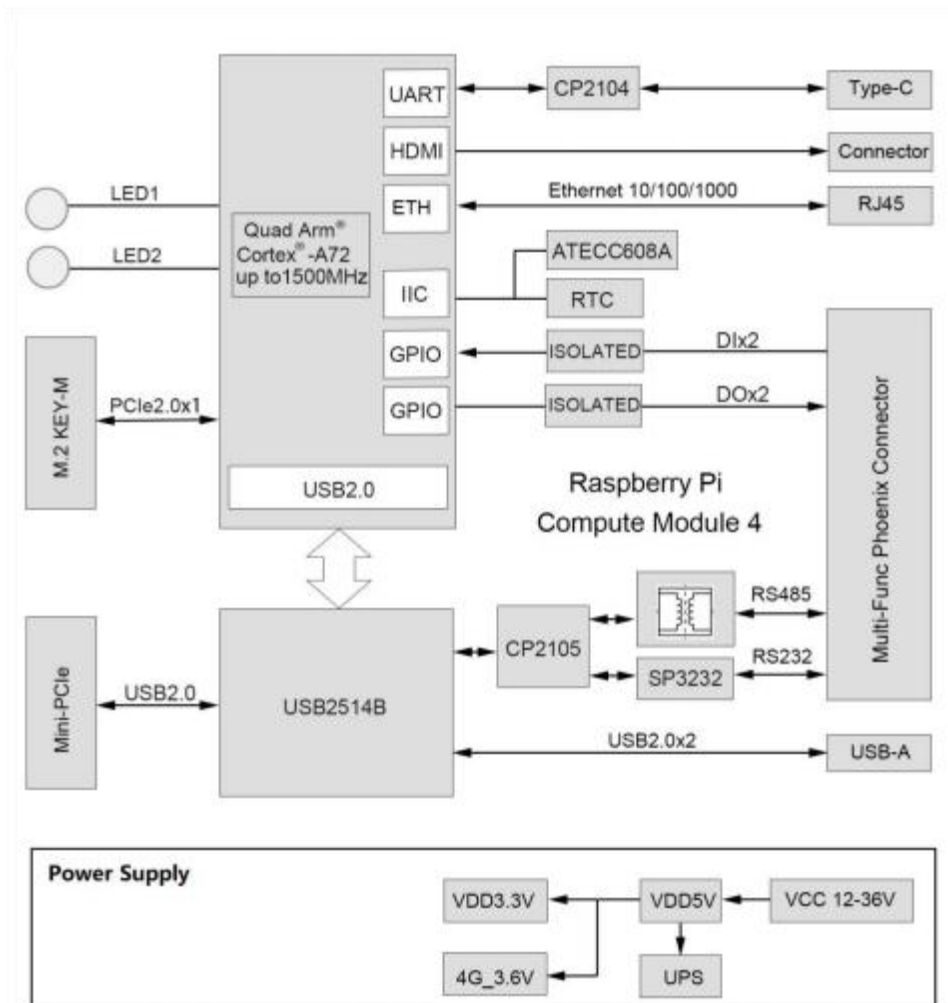 UART
CP2104
Type-C
HDMI
Connector
LED1
ETH
Ethernet 10/100/1000
RJ45
Quad Arm®
Cortex®-A72
up to1500MHz
LED2
ATECC608A
IIC
RTC
GPIO
ISOLATED
DIx2
M.2 KEY-M
PCIe2.0x1
GPIO
ISOLATED
DOx2
Multi-Func Phoenix Connector
USB2.0
Raspberry Pi
Compute Module 4
RS485
CP2105
RS232
SP3232
Mini-PCIe
USB2.0
USB2514B
USB2.0x2
USB-A
Power Supply
VDD3.3V
VDD5V
VCC 12-36V
4G_3.6V
UPS